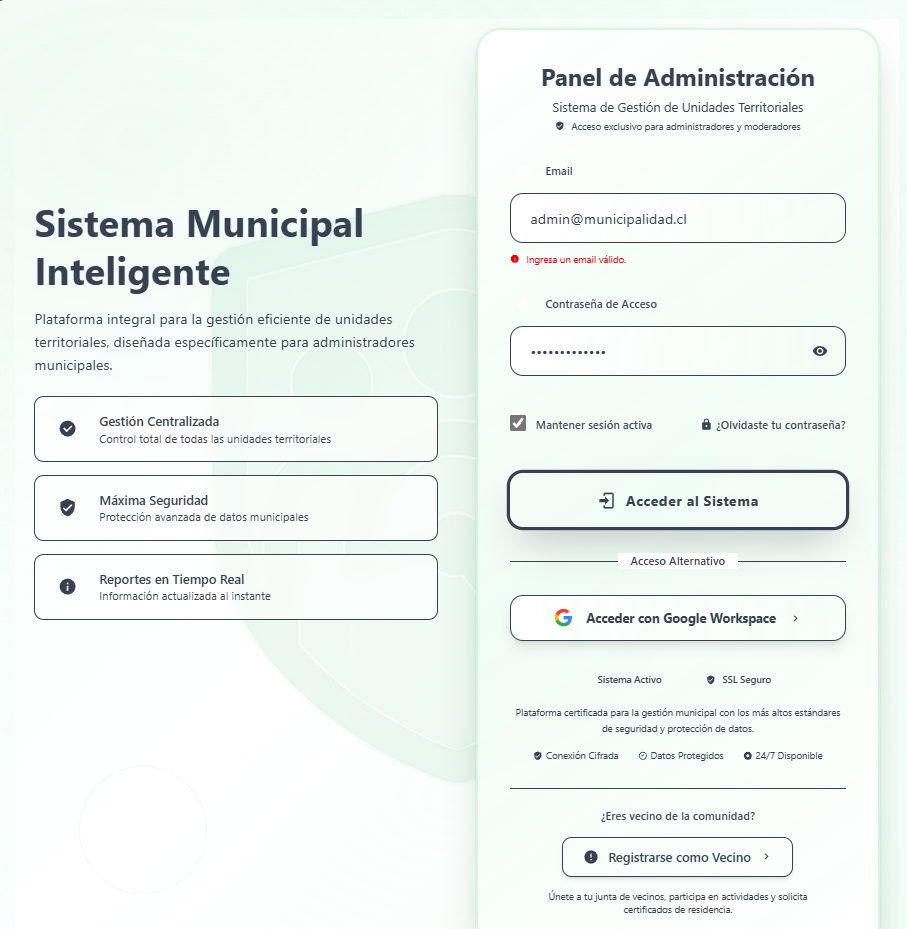 Sistema Municipal
Inteligente
Plataforma integral para la gestión eficiente de unidades
territoriales, diseñada específicamente para administradores
municipales.
Gestión Centralizada
Control total de todas las unidades territoriales
Máxima Seguridad
Protección avanzada de datos municipales
Reportes en Tiempo Real
Información actualizada al instante
Panel de Administración
Sistema de Gestión de Unidades Territoriales
Acceso exclusivo para administradores y moderadores
Email
admin@municipalidad.cl
Ingresa un email válido.
Contraseña de Acceso
•••••••••••••
Mantener sesión activa
¿Olvidaste tu contraseña?
Acceder al Sistema
Acceso Alternativo
Acceder con Google Workspace
Sistema Activo
SSL Seguro
Plataforma certificada para la gestión municipal con los más altos estándares
de seguridad y protección de datos.
Conexión Cifrada
Datos Protegidos
24/7 Disponible
¿Eres vecino de la comunidad?
Registrarse como Vecino
Únete a tu junta de vecinos, participa en actividades y solicita
certificados de residencia.